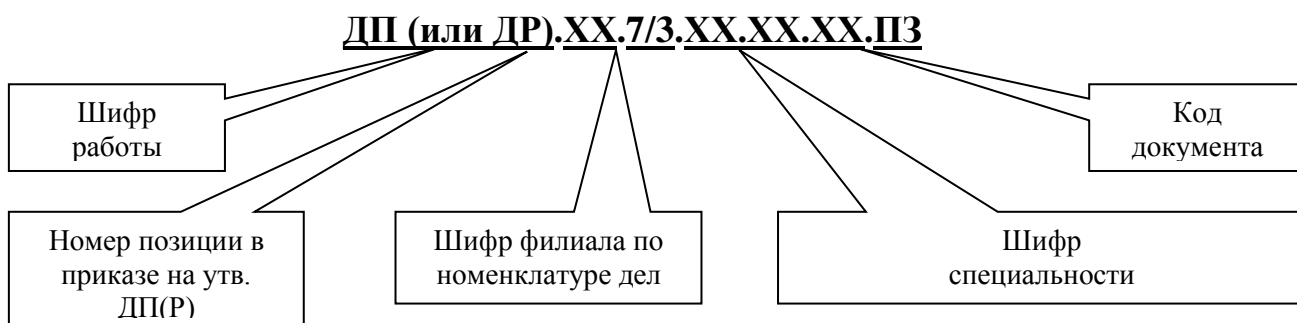 ДП (или ДР).ХХ.7/3.ХХ.ХХ.ХХ.ПЗ
Шифр
работы
Код
документа
Номер позиции в
приказе на утв.
ДП(Р)
Шифр филиала по
номенклатуре дел
Шифр
специальности